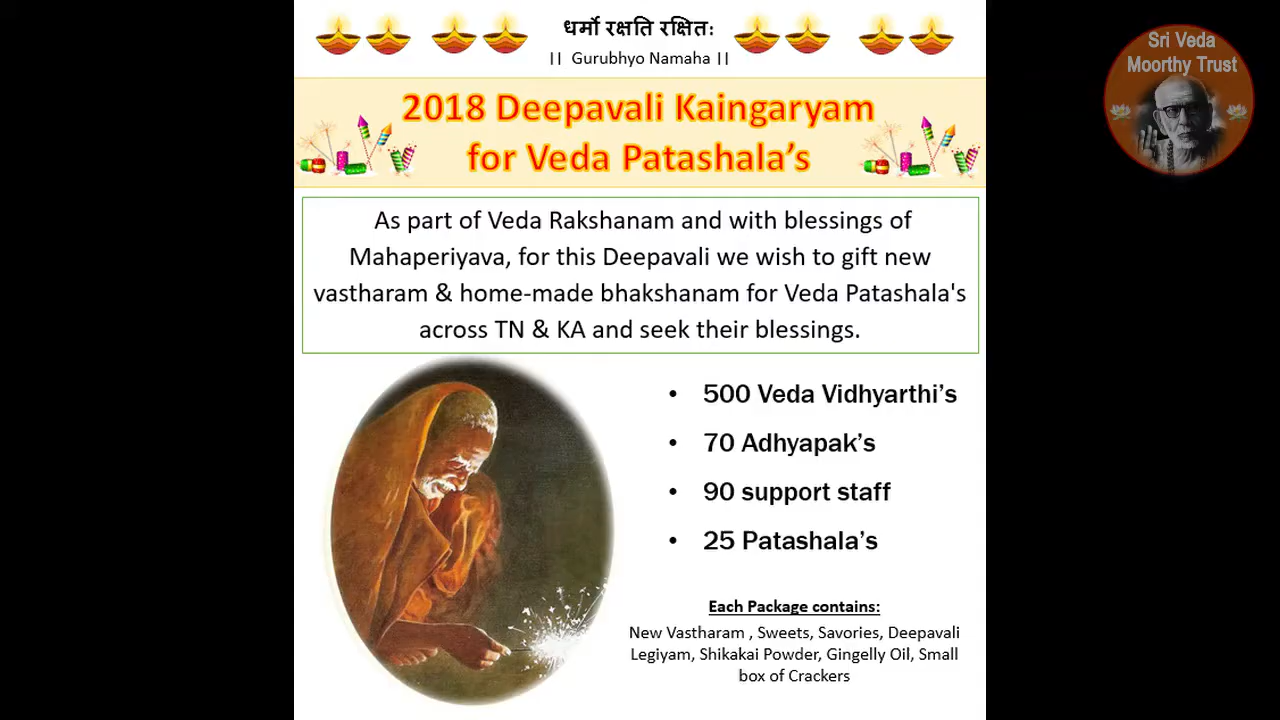 धर्मो रक्षति रक्षितः
|| Gurubhyo Namaha ||
2018 Deepavali Kaingaryam
for Veda Patashala’s
As part of Veda Rakshanam and with blessings of
Mahaperiyava, for this Deepavali we wish to gift new
vastharam & home-made bhakshanam for Veda Patashala's
across TN & KA and seek their blessings.
• 500 Veda Vidhyarthi’s
• 70 Adhyapak’s
• 90 support staff
• 25 Patashala’s
Each Package contains:
New Vastharam , Sweets, Savories, Deepavali
Legiyam, Shikakai Powder, Gingelly Oil, Small
box of Crackers
Sri Veda
Moorthy Trust